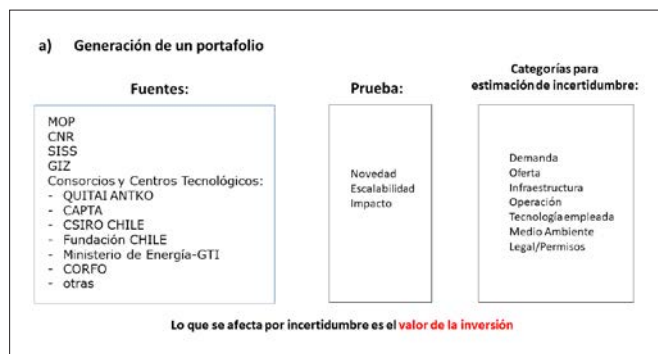 a) Generación de un portafolio
Fuentes:
MOP
CNR
SISS
GIZ
Consorcios y Centros Tecnológicos:
- QUITAI ANTKO
- CAPTA
- CSIRO CHILE
- Fundación CHILE
- Ministerio de Energía-GTI
- CORFO
- otras
Prueba:
Novedad
Escalabilidad
Impacto
Categorías para
estimación de incertidumbre:
Demanda
Oferta
Infraestructura
Operación
Tecnología empleada
Medio Ambiente
Legal/Permisos
Lo que se afecta por incertidumbre es el valor de la inversión